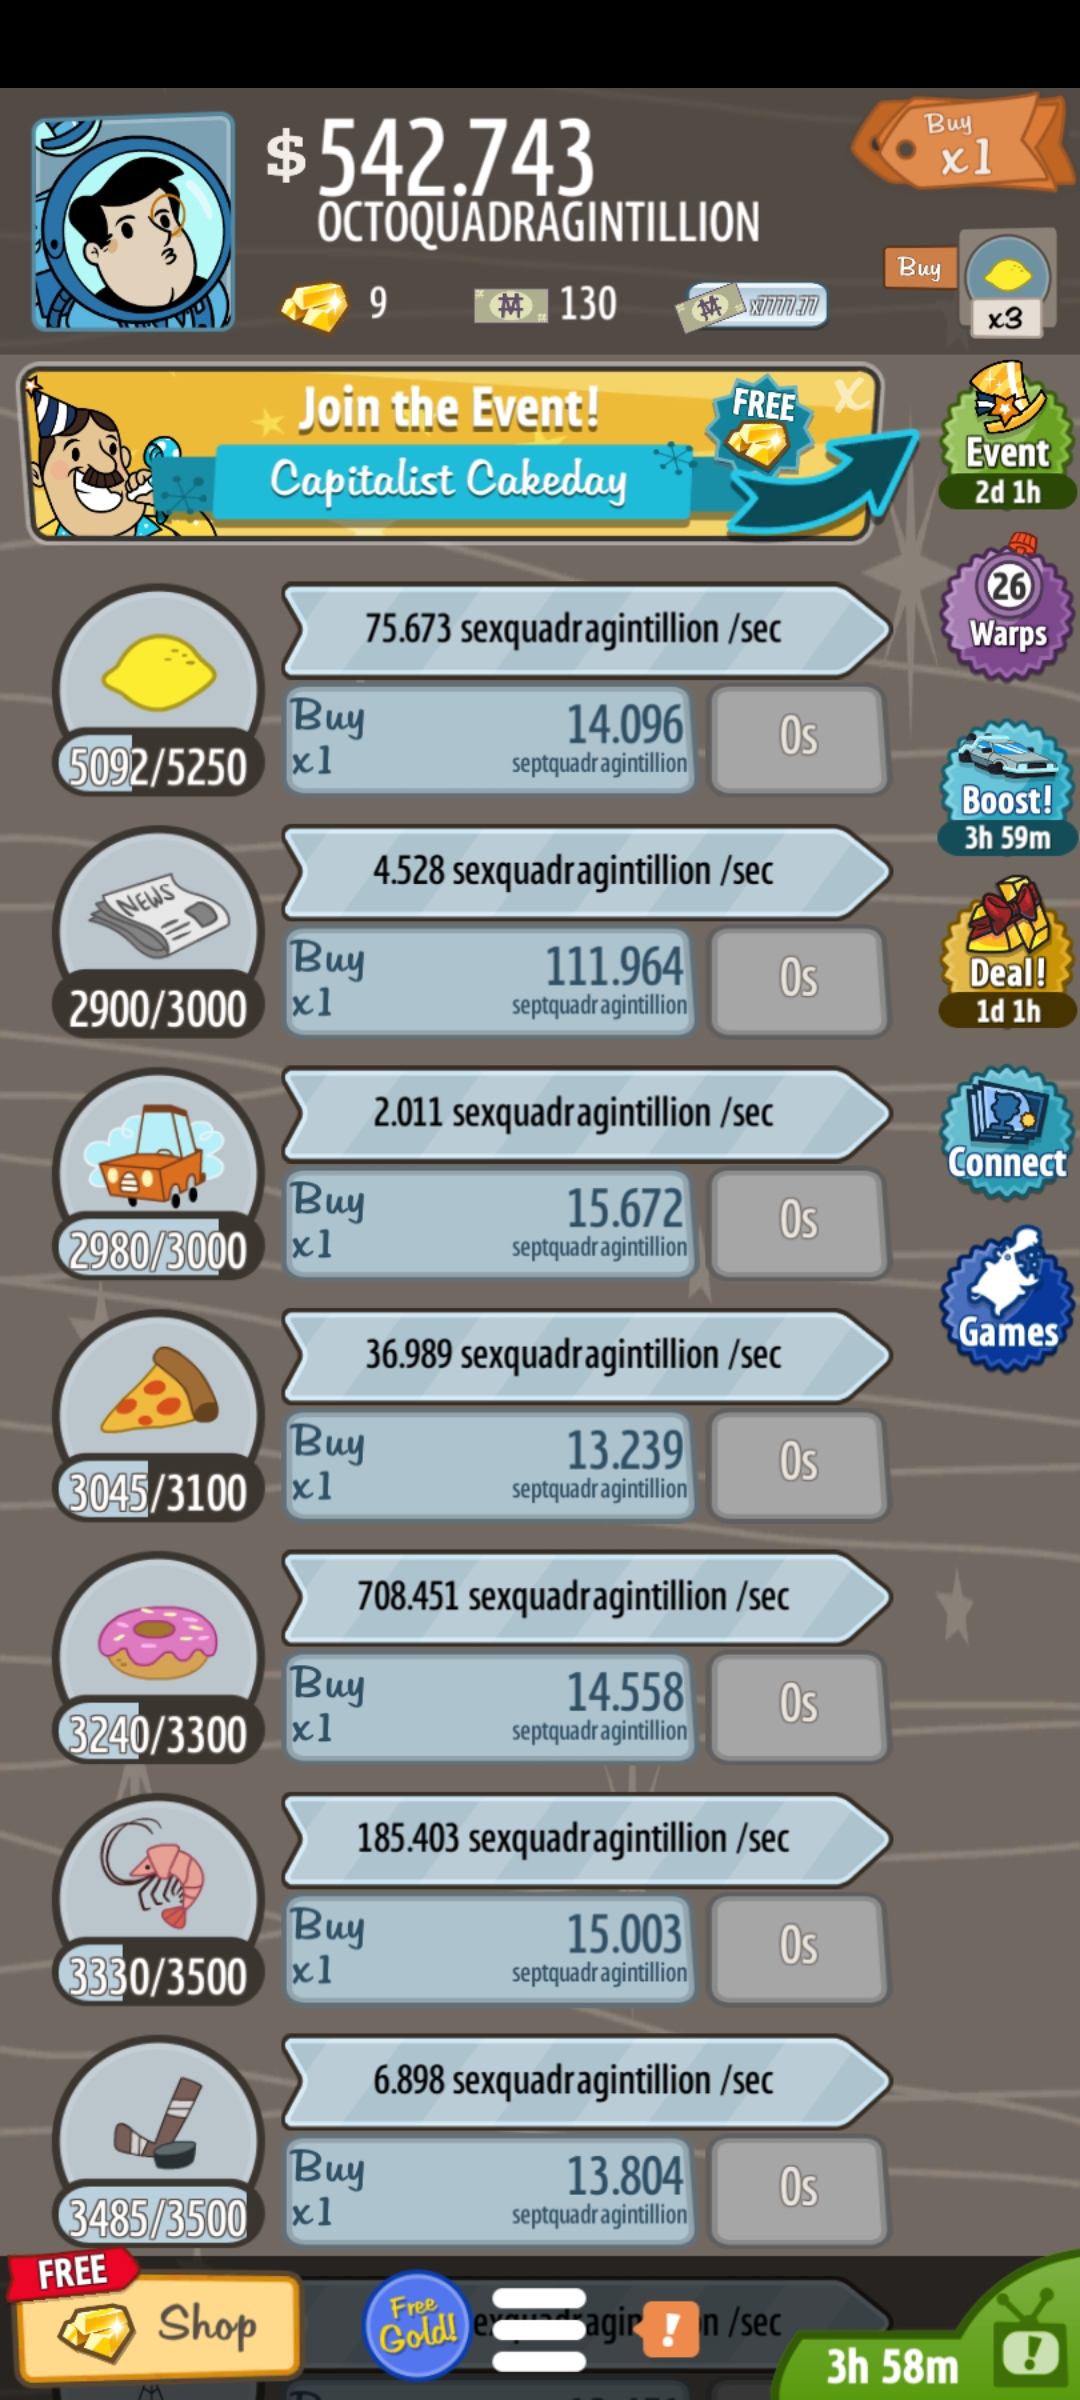 $ 542.743
OCTOQUADRAGINTILLION
Buy
x1
9
130
x7777.77
Buy
x3
Join the Event!
FREE
x
Capitalist Cakeday
Event
2d 1h
26
Warps
75.673 sexquadragintillion /sec
5092/5250
Buy
x1
14.096
septquadragintillion
0s
Boost!
3h 59m
4.528 sexquadragintillion /sec
NEWS
2900/3000
Buy
x1
111.964
septquadragintillion
0s
Deal!
1d 1h
2.011 sexquadragintillion /sec
2980/3000
Buy
x1
15.672
septquadragintillion
0s
Connect
36.989 sexquadragintillion /sec
3045/3100
Buy
x1
13.239
septquadragintillion
0s
Games
708.451 sexquadragintillion /sec
3240/3300
Buy
x1
14.558
septquadragintillion
0s
185.403 sexquadragintillion /sec
3330/3500
Buy
x1
15.003
septquadragintillion
0s
6.898 sexquadragintillion /sec
3485/3500
Buy
x1
13.804
septquadragintillion
0s
FREE
Shop
Free
Gold!
!
/sec
3h 58m
!